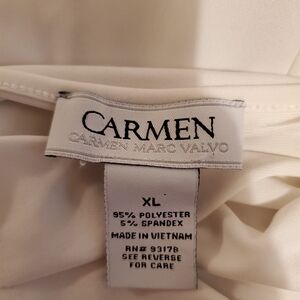 CARMEN
CARMEN MARC VALVO
XL
95% POLYESTER
5% SPANDEX
MADE IN VIETNAM
RN# 93178
SEE REVERSE
FOR CARE